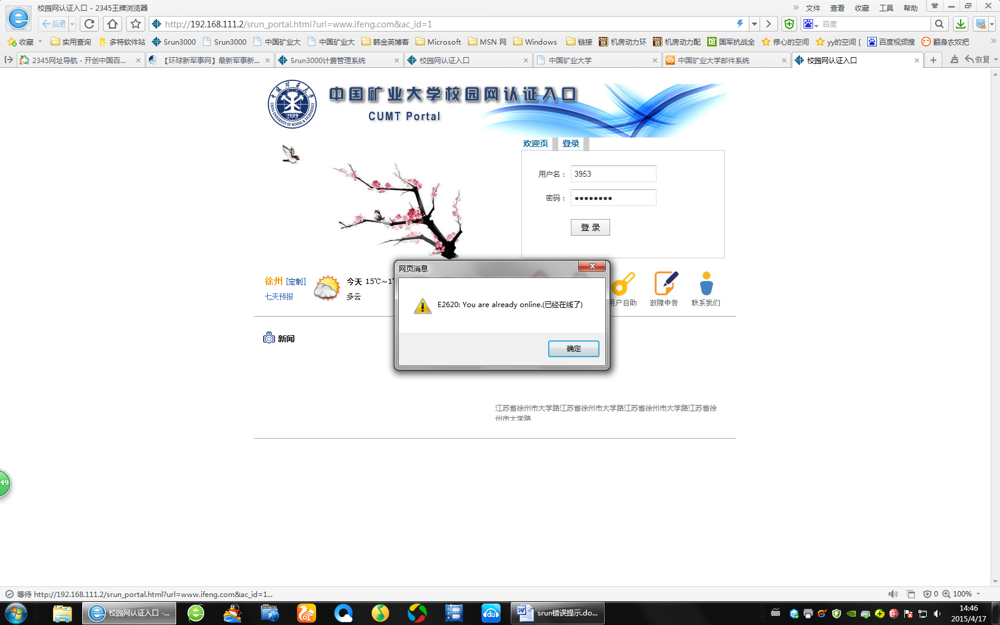 校园网认证入口 - 2345王牌浏览器
文件 查看 收藏 工具 帮助
后退
http://192.168.111.2/srun_portal.html?url=www.ifeng.com&ac_id=1
百度
收藏 实用查询 多特软件站 Srun3000 Srun3000 中国矿业大 中国矿业大 韩金英博客 Microsoft MSN 网 Windows 链接 机房动力环 机房动力配 国军抗战全 修心的空间 yy的空间 [ 百度视频搜 翻身农奴把
2345网址导航 - 开创中国百... 【环球新军事网】最新军事新... Srun3000计费管理系统 校园网认证入口 中国矿业大学 中国矿业大学邮件系统 校园网认证入口 恢复
中国矿业大学校园网认证入口
CUMT Portal
中国矿业大学
CHINA UNIVERSITY OF MINING & TECHNOLOGY
1909
欢迎页 登录
用户名： 3953
密码： ●●●●●●●●
登 录
网页消息
E2620: You are already online.(已经在线了)
确定
徐州 [定制] 今天 15℃~1
七天预报 多云
用户自助 故障申告 联系我们
新闻
江苏省徐州市大学路江苏省徐州市大学路江苏省徐州市大学路江苏省徐
州市大学路
49
等待 http://192.168.111.2/srun_portal.html?url=www.ifeng.com&ac_id=1...
0 100%
校园网认证入口 -...
du
srun错误提示.do...
14:46
2015/4/17